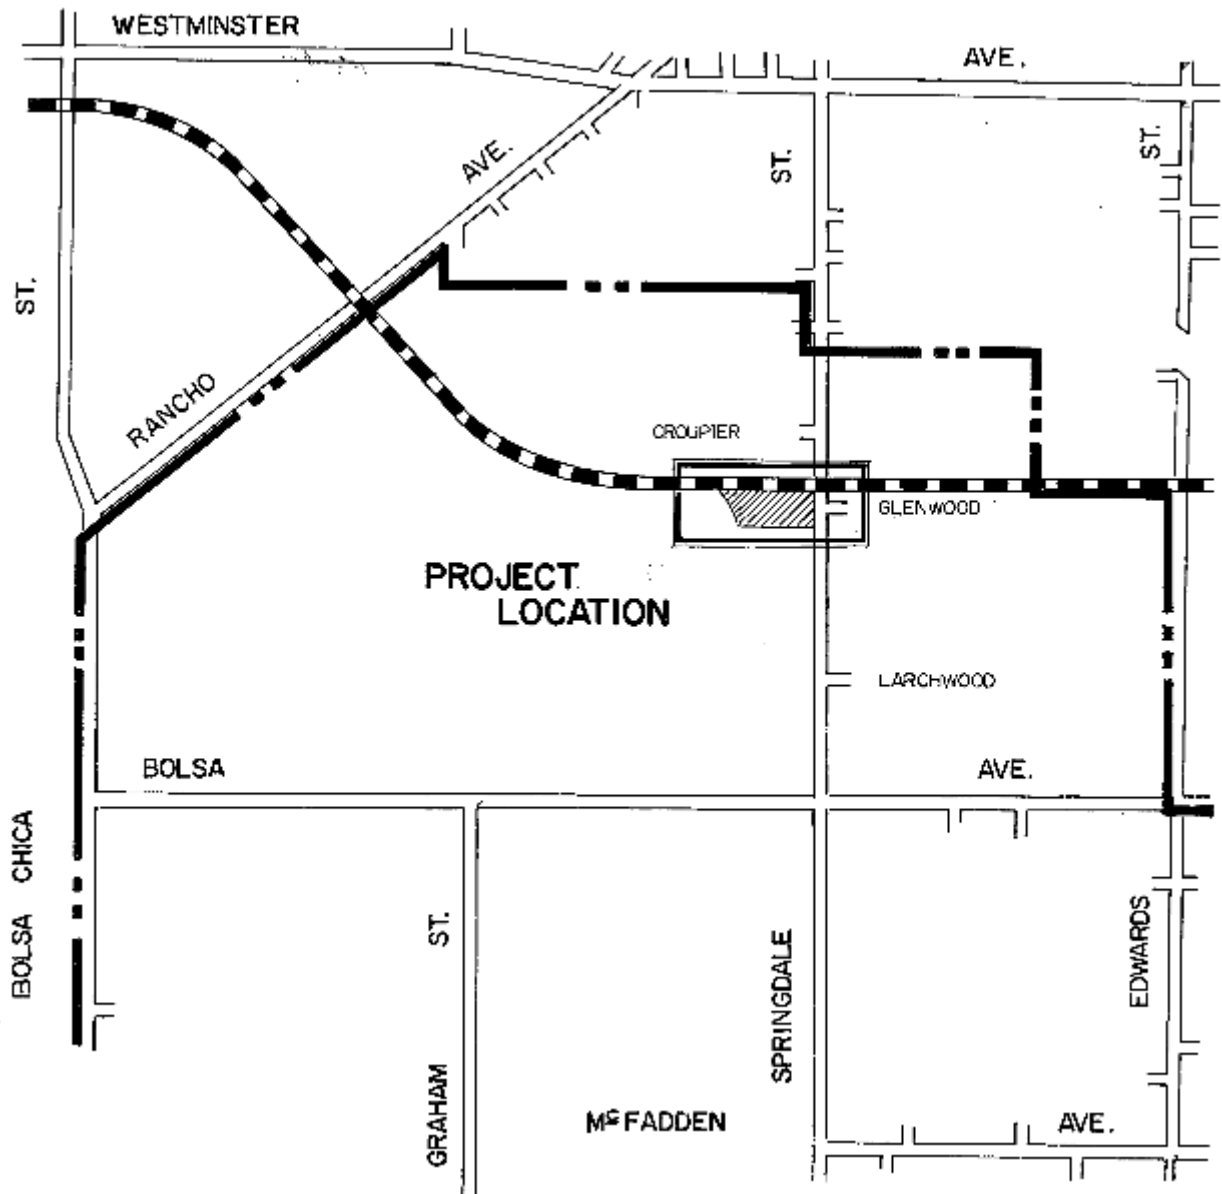 WESTMINSTER
AVE.
ST.
ST.
AVE.
ST.
RANCHO
CROUPIER
GLENWOOD
PROJECT
LOCATION
LARCHWOOD
BOLSA
AVE.
BOLSA CHICA
ST.
SPRINGDALE
EDWARDS
GRAHAM
McFADDEN
AVE.